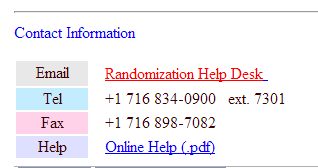 Contact Information
Email Randomization Help Desk
Tel +1 716 834-0900 ext. 7301
Fax +1 716 898-7082
Help Online Help (.pdf)